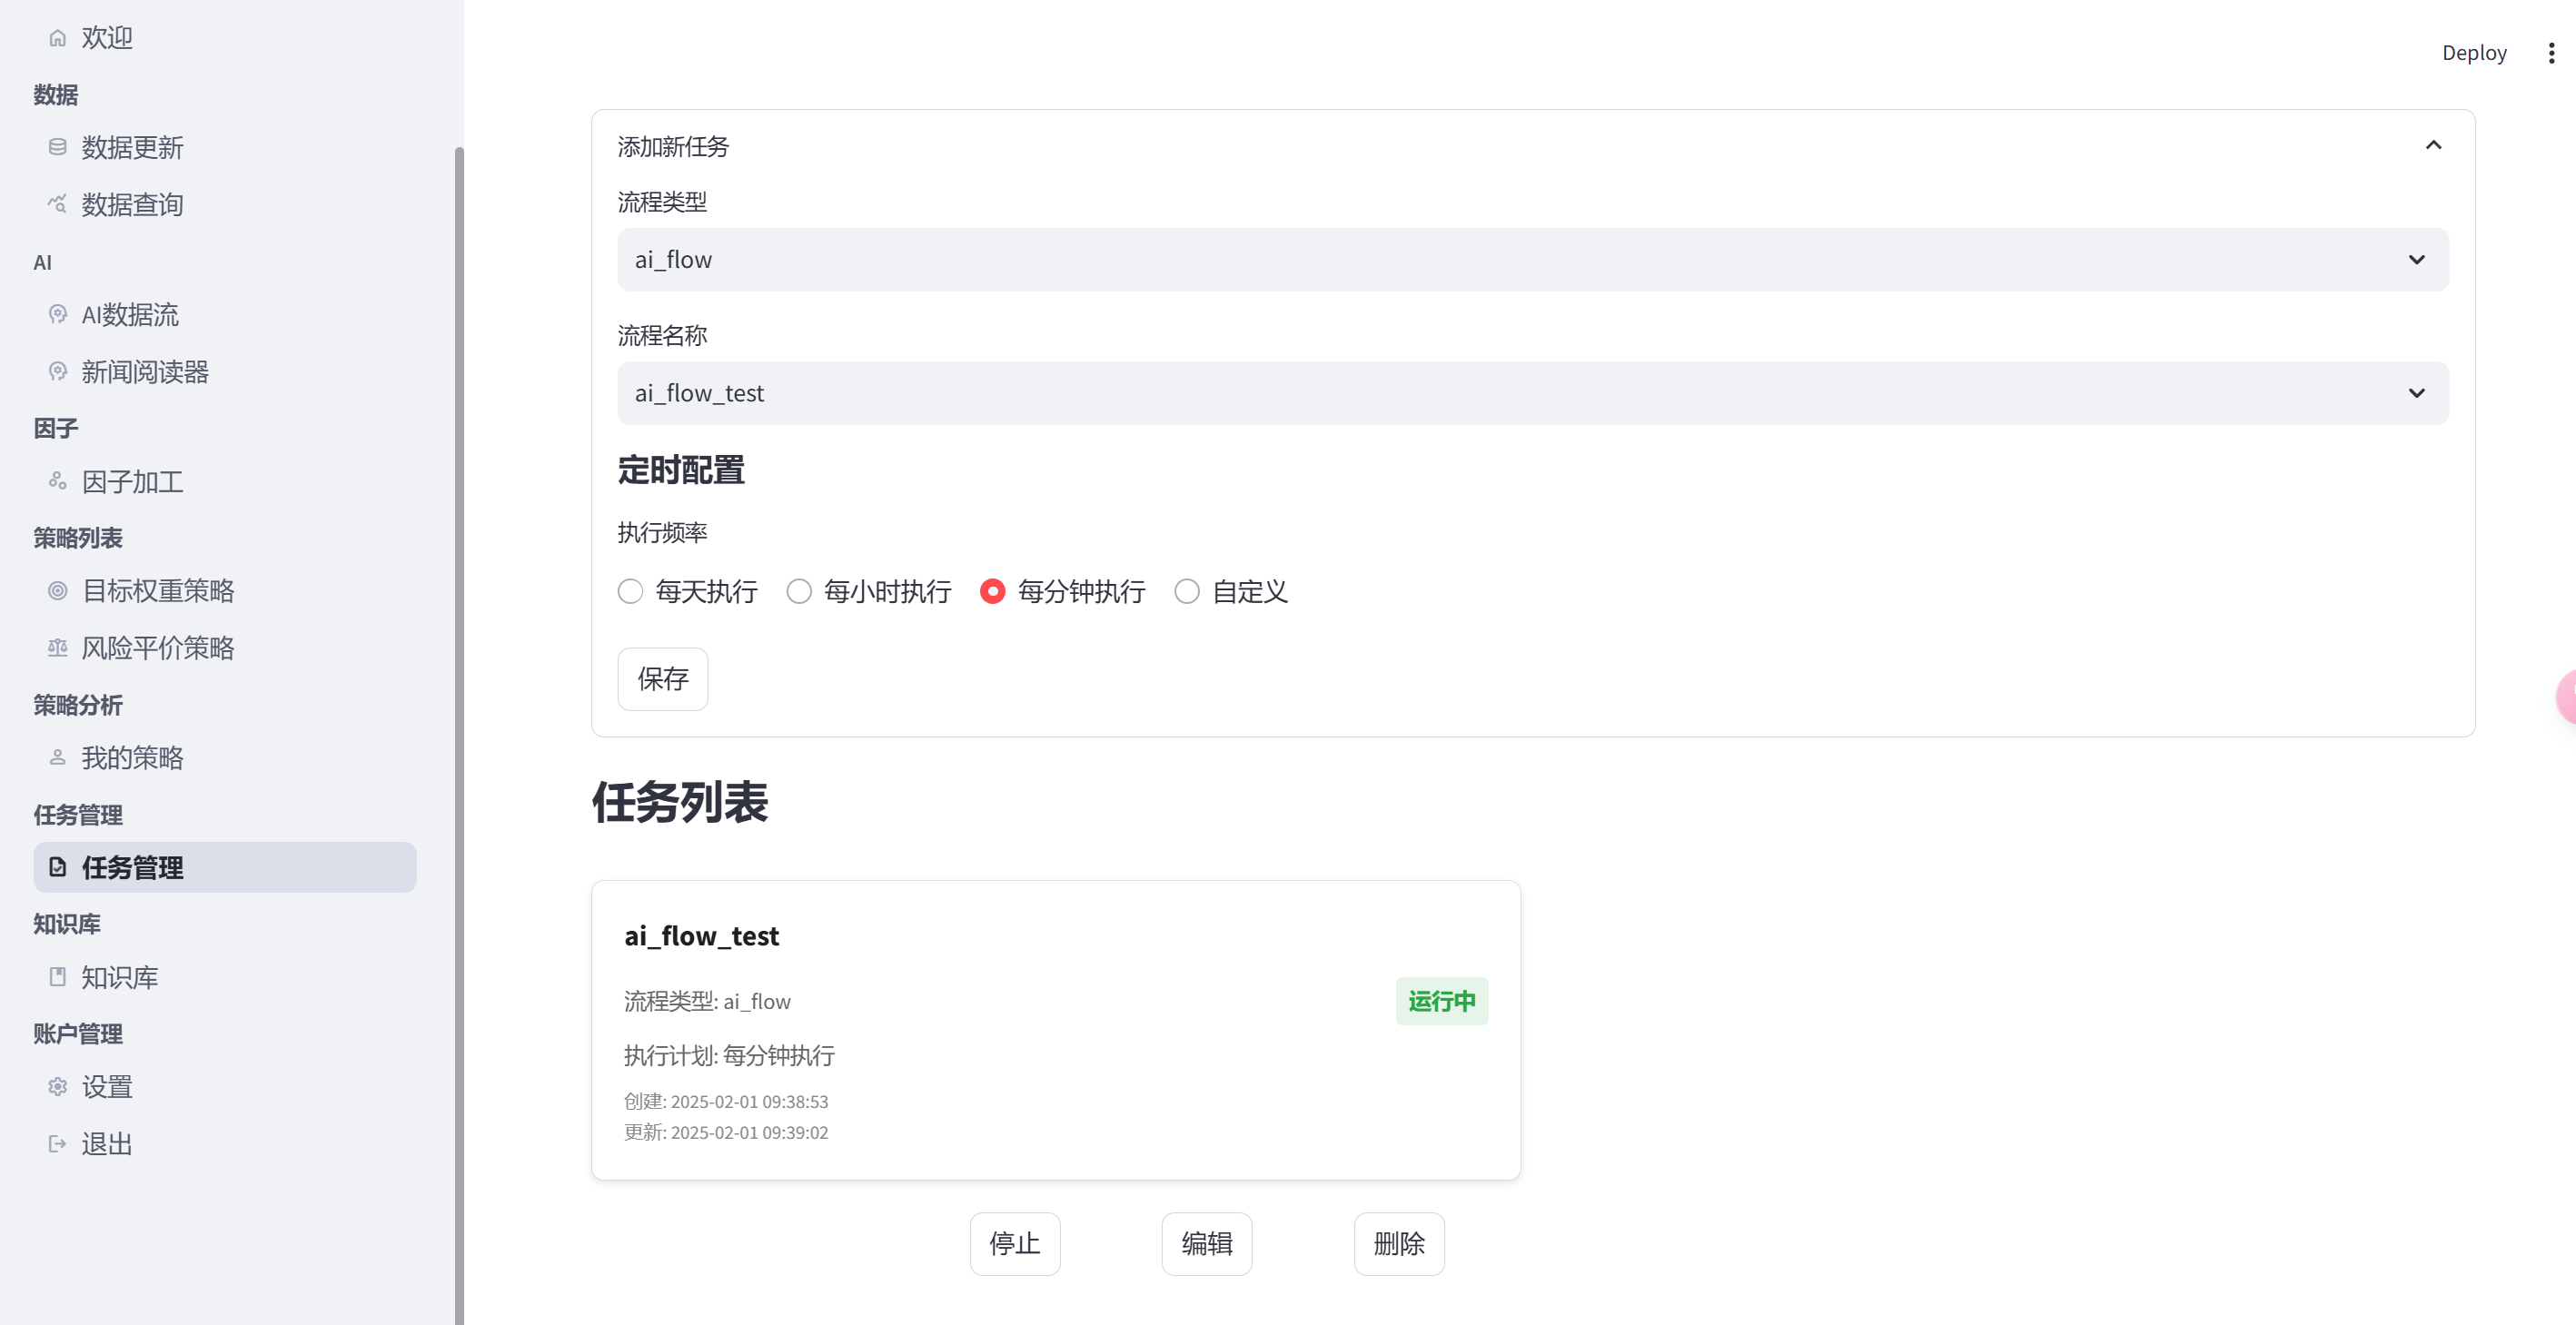 欢迎
数据
数据更新
数据查询
AI
AI数据流
新闻阅读器
因子
因子加工
策略列表
目标权重策略
风险平价策略
策略分析
我的策略
任务管理
任务管理
知识库
知识库
账户管理
设置
退出
Deploy
添加新任务
流程类型
ai_flow
流程名称
ai_flow_test
定时配置
执行频率
每天执行 每小时执行 每分钟执行 自定义
保存
任务列表
ai_flow_test
流程类型: ai_flow 运行中
执行计划: 每分钟执行
创建: 2025-02-01 09:38:53
更新: 2025-02-01 09:39:02
停止 编辑 删除